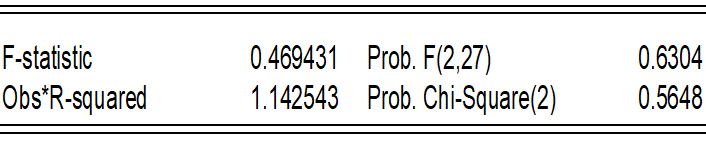 F-statistic 0.469431 Prob. F(2,27) 0.6304
Obs*R-squared 1.142543 Prob. Chi-Square(2) 0.5648